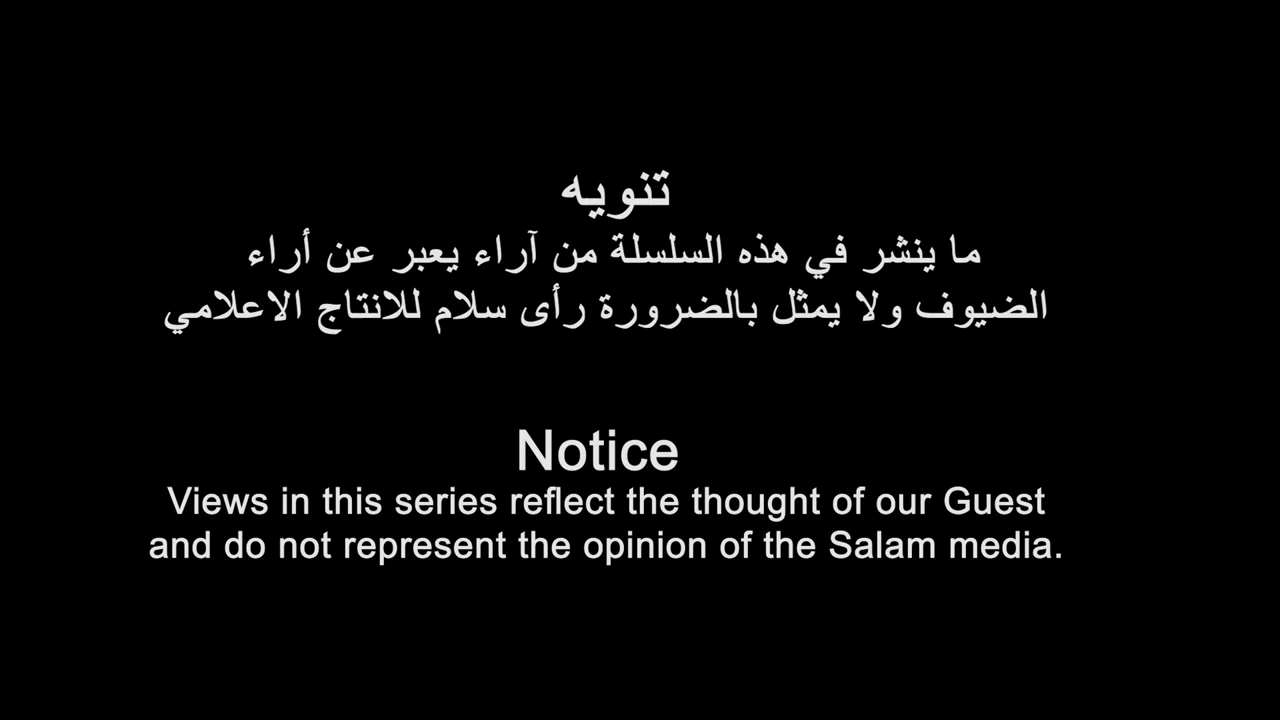 تنويه
ما ينشر في هذه السلسلة من آراء يعبر عن أراء
الضيوف ولا يمثل بالضرورة رأى سلام للانتاج الاعلامي
Notice
Views in this series reflect the thought of our Guest
and do not represent the opinion of the Salam media.